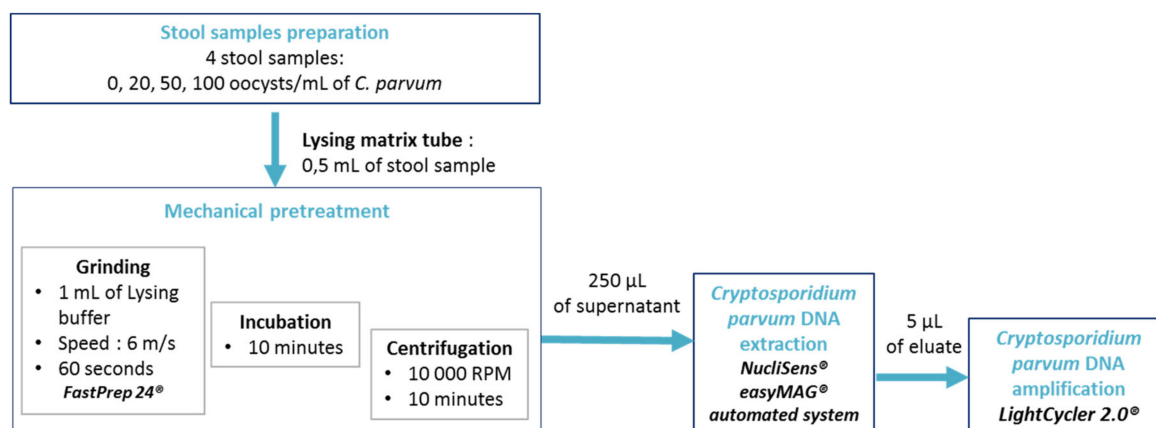 Stool samples preparation
4 stool samples:
0, 20, 50, 100 oocysts/mL of C. parvum
Lysing matrix tube :
0,5 mL of stool sample
Mechanical pretreatment
Grinding
• 1 mL of Lysing
buffer
• Speed : 6 m/s
• 60 seconds
FastPrep 24®
Incubation
• 10 minutes
Centrifugation
• 10 000 RPM
• 10 minutes
250 µL
of supernatant
Cryptosporidium
parvum DNA
extraction
NucliSens®
easyMAG®
automated system
5 µL
of eluate
Cryptosporidium
parvum DNA
amplification
LightCycler 2.0®